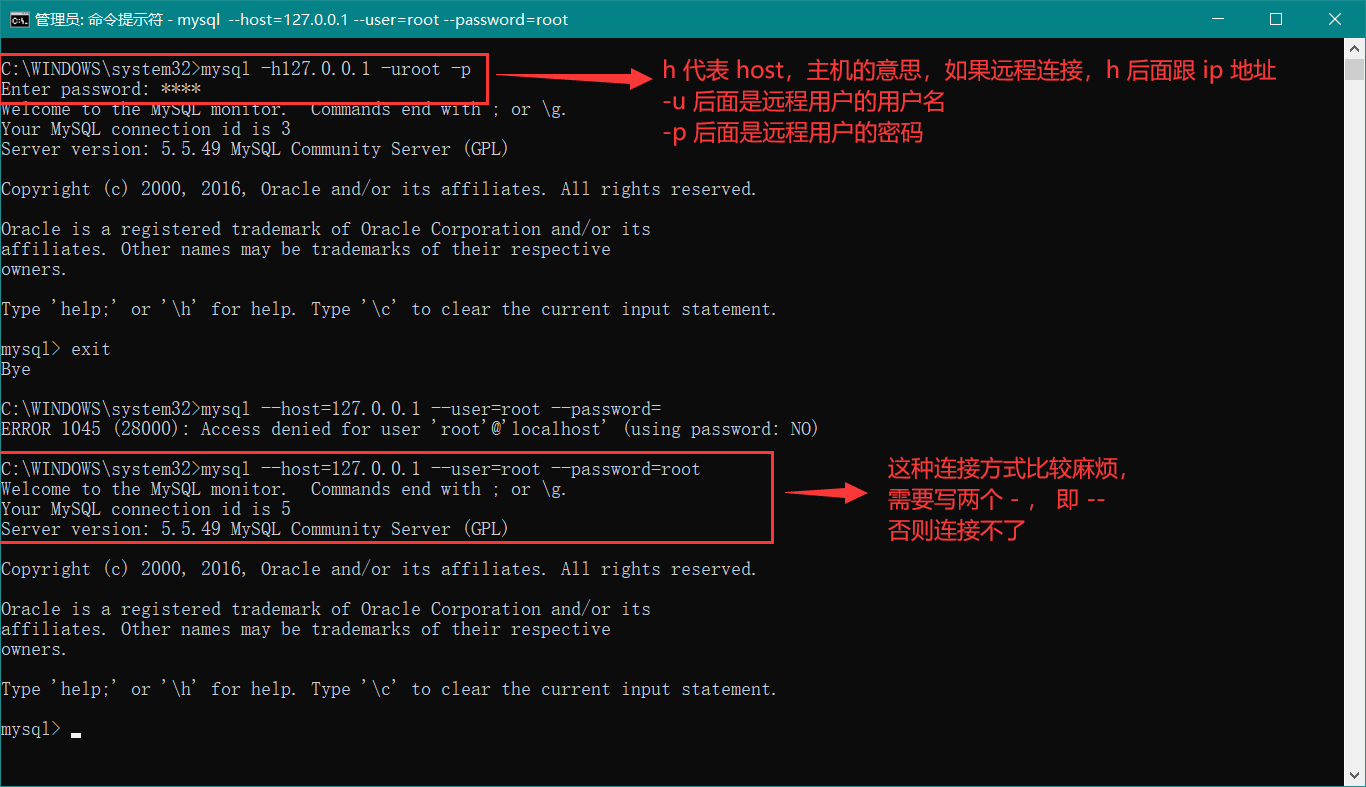 管理员: 命令提示符 - mysql  --host=127.0.0.1 --user=root --password=root
C:\WINDOWS\system32>mysql -h127.0.0.1 -uroot -p
Enter password: ****
h 代表 host，主机的意思，如果远程连接，h 后面跟 ip 地址
-u 后面是远程用户的用户名
-p 后面是远程用户的密码
Welcome to the MySQL monitor.  Commands end with ; or \g.
Your MySQL connection id is 3
Server version: 5.5.49 MySQL Community Server (GPL)
Copyright (c) 2000, 2016, Oracle and/or its affiliates. All rights reserved.
Oracle is a registered trademark of Oracle Corporation and/or its
affiliates. Other names may be trademarks of their respective
owners.
Type 'help;' or '\h' for help. Type '\c' to clear the current input statement.
mysql> exit
Bye
C:\WINDOWS\system32>mysql --host=127.0.0.1 --user=root --password=
ERROR 1045 (28000): Access denied for user 'root'@'localhost' (using password: NO)
C:\WINDOWS\system32>mysql --host=127.0.0.1 --user=root --password=root
Welcome to the MySQL monitor.  Commands end with ; or \g.
Your MySQL connection id is 5
Server version: 5.5.49 MySQL Community Server (GPL)
这种连接方式比较麻烦，
需要写两个 - ， 即 --
否则连接不了
Copyright (c) 2000, 2016, Oracle and/or its affiliates. All rights reserved.
Oracle is a registered trademark of Oracle Corporation and/or its
affiliates. Other names may be trademarks of their respective
owners.
Type 'help;' or '\h' for help. Type '\c' to clear the current input statement.
mysql>